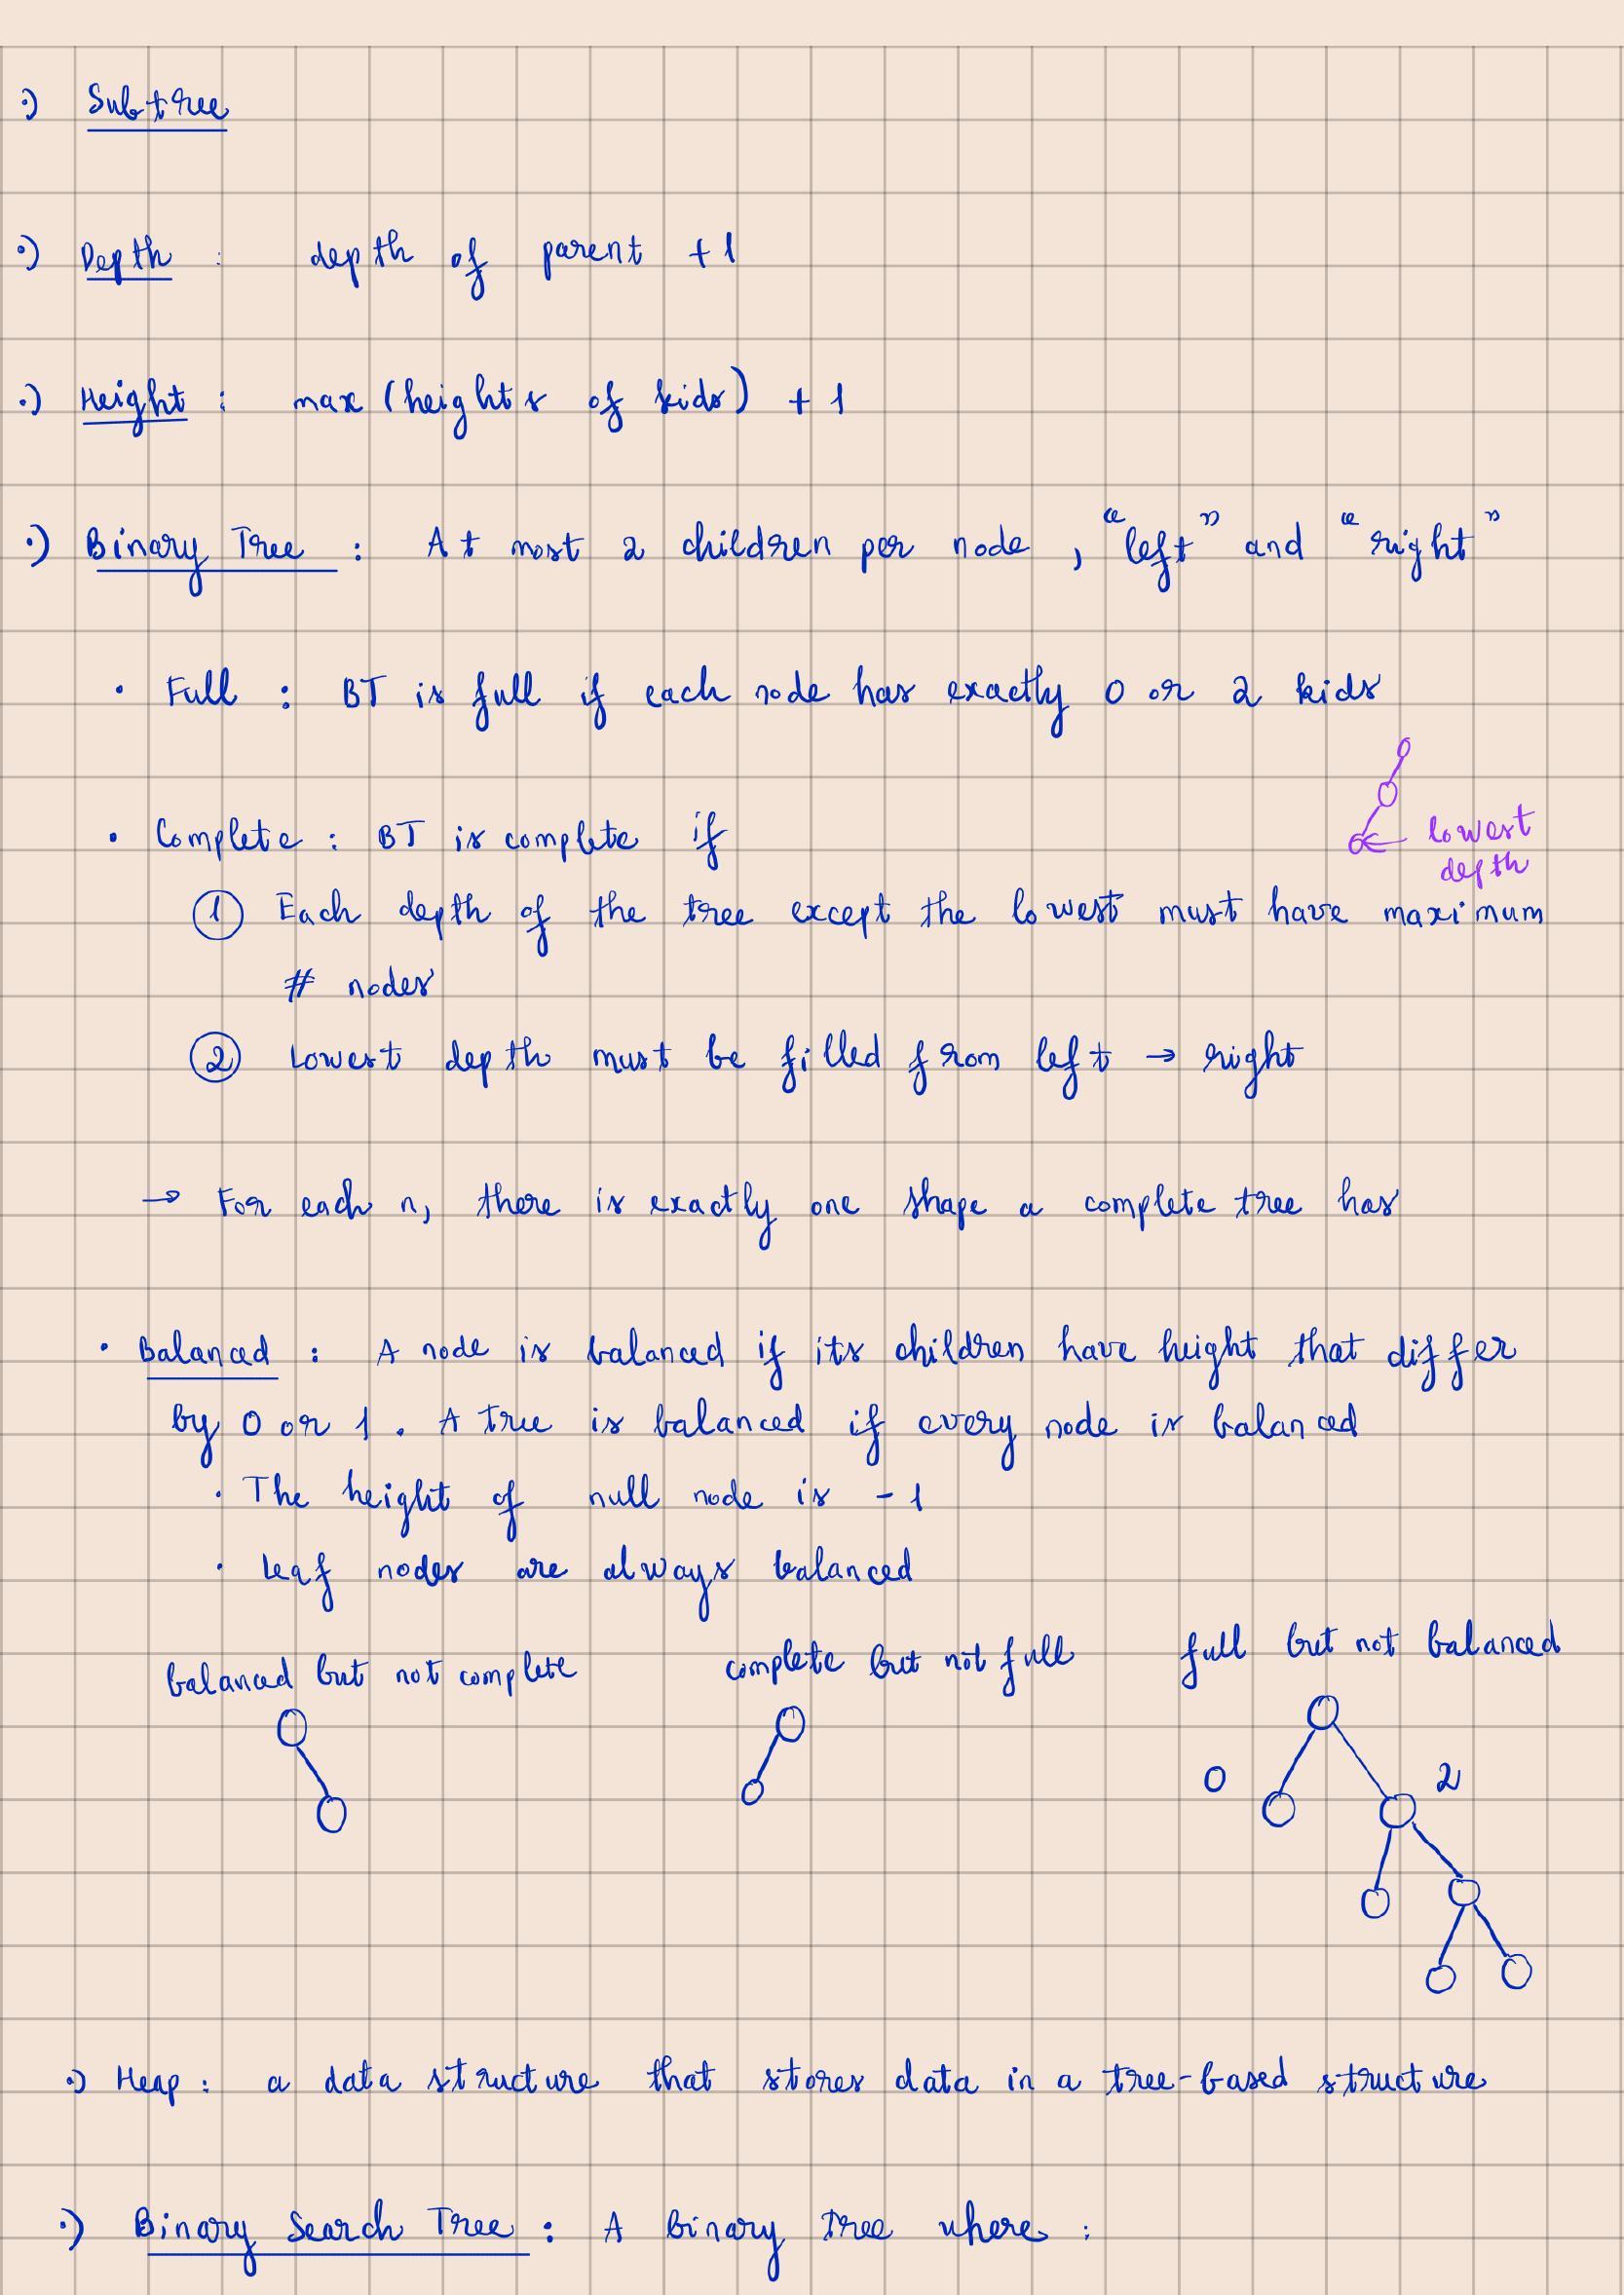 ·) Subtree
·) Depth : depth of parent + 1
·) Height : max (heights of kids) + 1
·) Binary Tree : At most 2 children per node , "left" and "right"
· Full : BT is full if each node has exactly 0 or 2 kids
· Complete : BT is complete if
lowest
depth
① Each depth of the tree except the lowest must have maximum
# nodes
② Lowest depth must be filled from left → right
→ For each n, there is exactly one shape a complete tree has
· Balanced : A node is balanced if its children have height that differ
by 0 or 1 . A tree is balanced if every node is balanced
· The height of null node is -1
· Leaf nodes are always balanced
balanced but not complete complete but not full full but not balanced
0 2
·) Heap : a data structure that stores data in a tree-based structure
·) Binary Search Tree : A binary tree where :